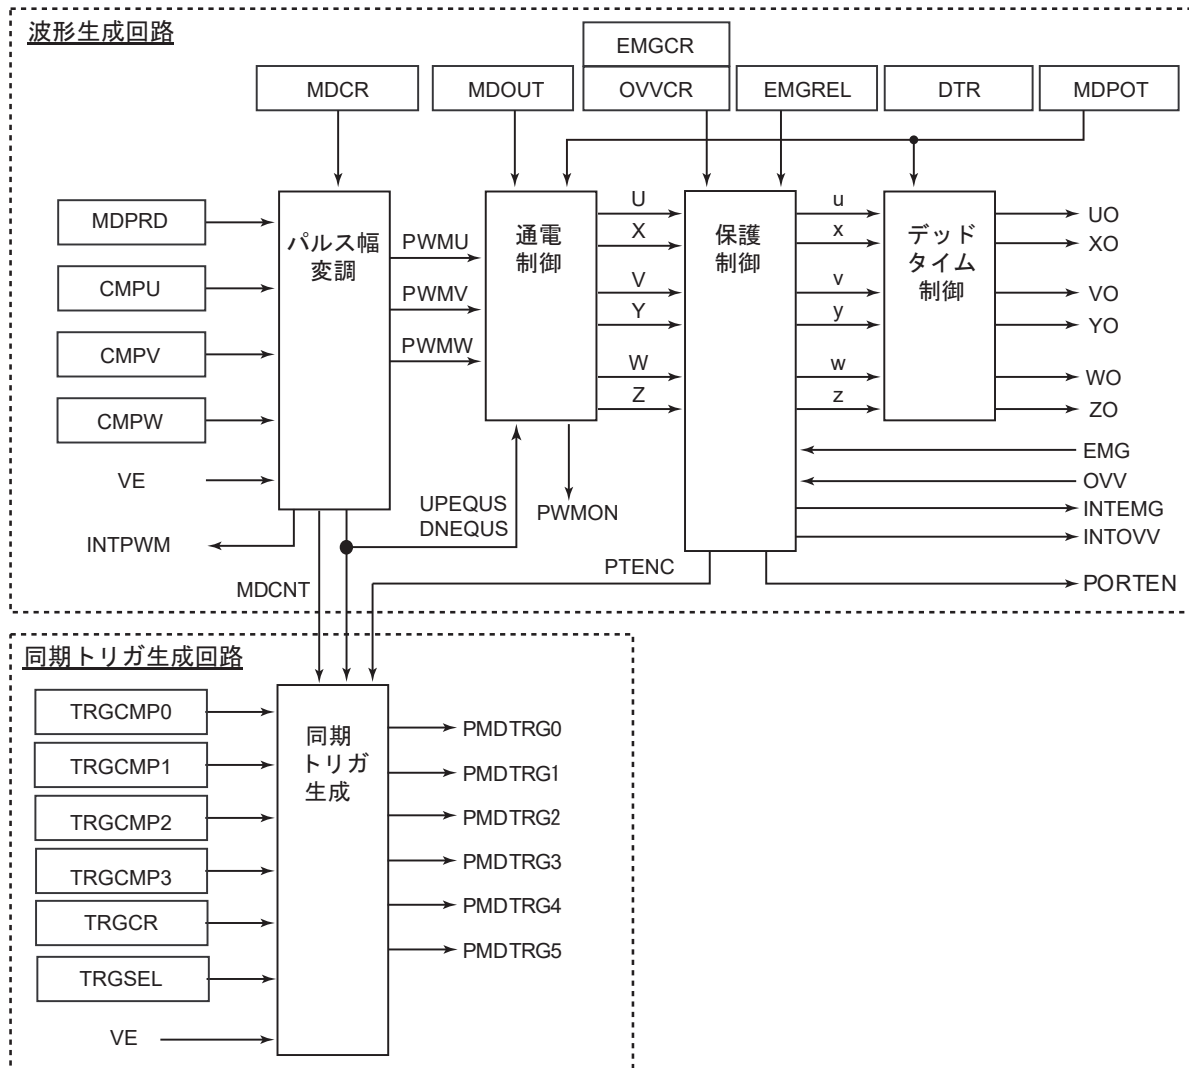 波形生成回路
EMGCR
MDCR
MDOUT
OVVCR
EMGREL
DTR
MDPOT
MDPRD
CMPU
CMPV
CMPW
VE
INTPWM
パルス幅
変調
PWMU
PWMV
PWMW
通電
制御
U
X
V
Y
W
Z
保護
制御
u
x
v
y
w
z
デッド
タイム
制御
UO
XO
VO
YO
WO
ZO
EMG
OVV
INTEMG
INTOVV
PORTEN
UPEQUS
DNEQUS
PWMON
PTENC
MDCNT
同期トリガ生成回路
TRGCMP0
TRGCMP1
TRGCMP2
TRGCMP3
TRGCR
TRGSEL
VE
同期
トリガ
生成
PMDTRG0
PMDTRG1
PMDTRG2
PMDTRG3
PMDTRG4
PMDTRG5